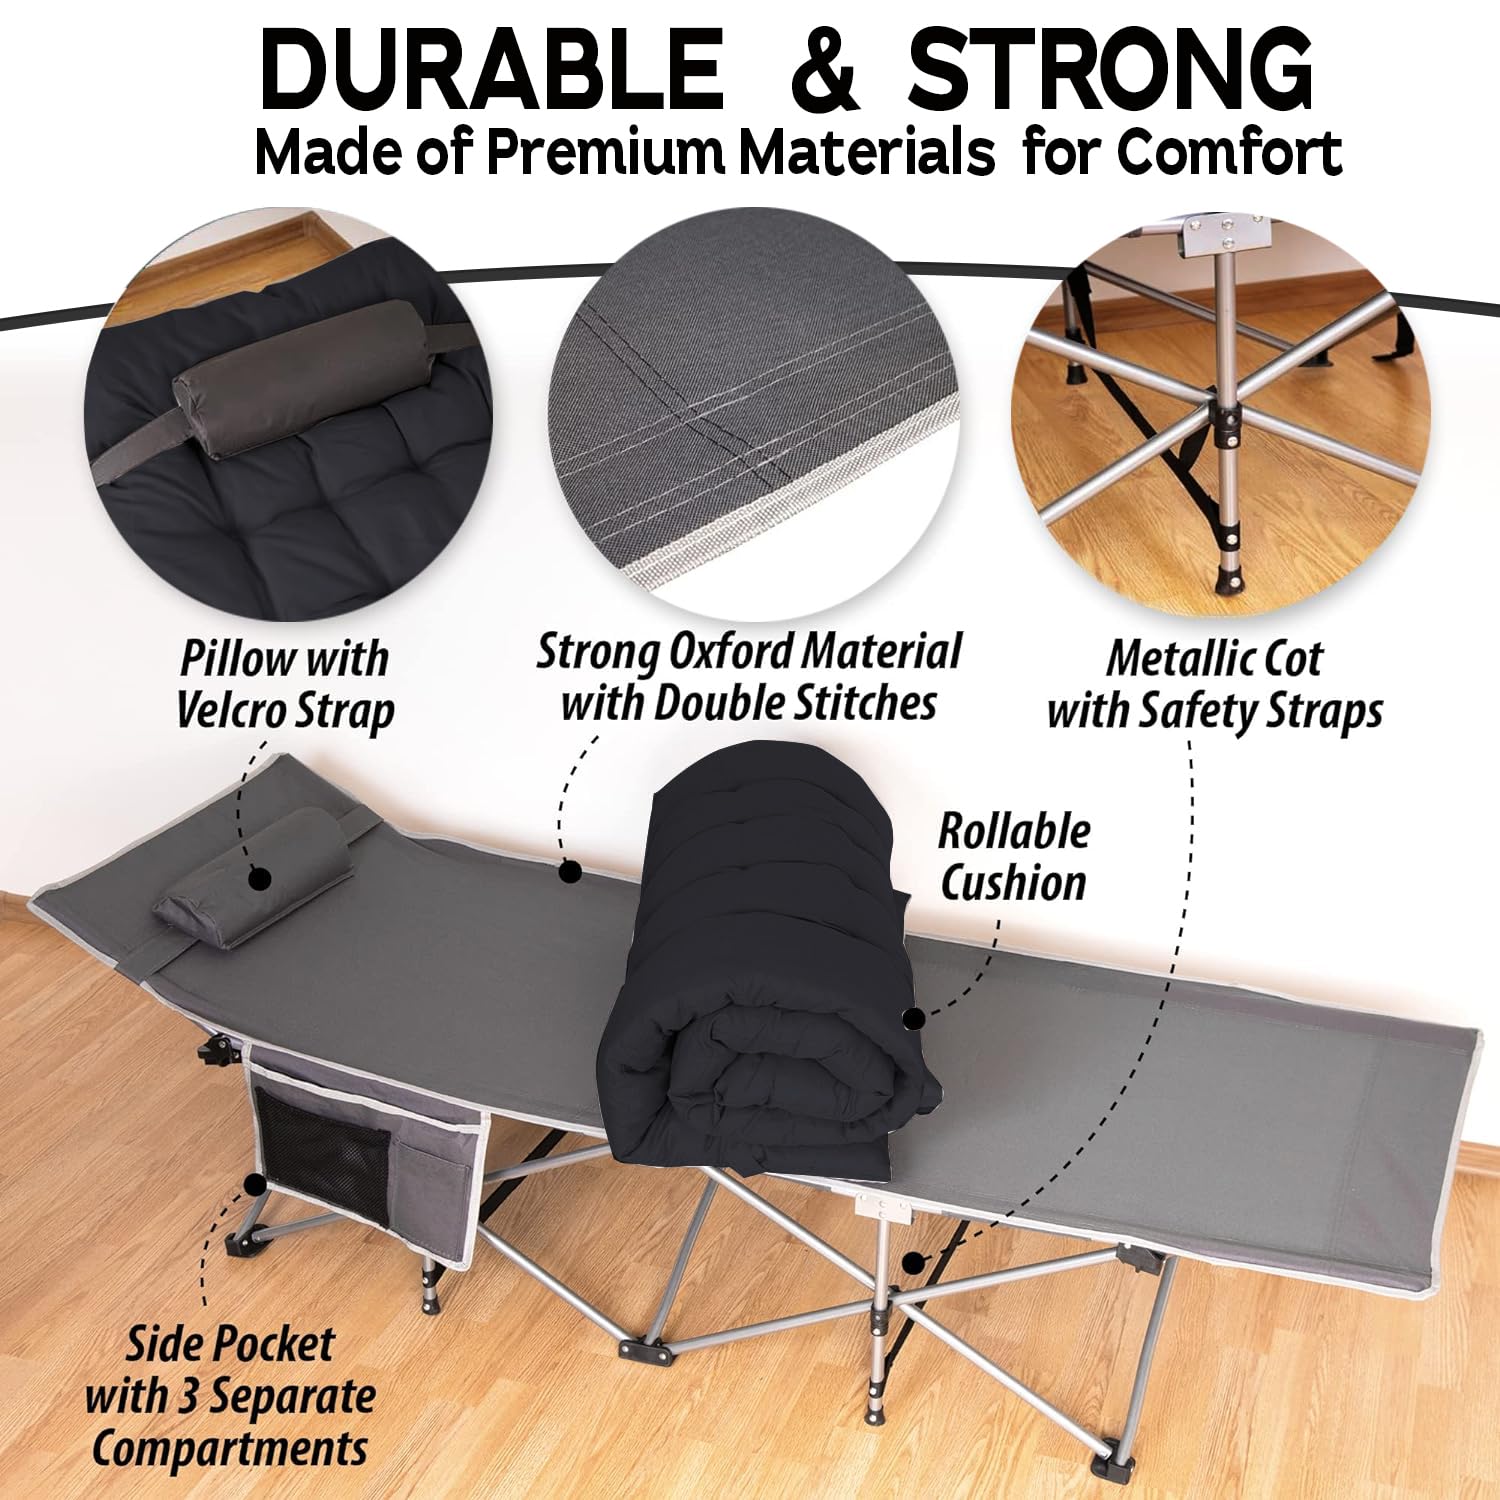 DURABLE & STRONG
Made of Premium Materials for Comfort
Pillow with
Velcro Strap
Strong Oxford Material
with Double Stitches
Metallic Cot
with Safety Straps
Rollable
Cushion
Side Pocket
with 3 Separate
Compartments